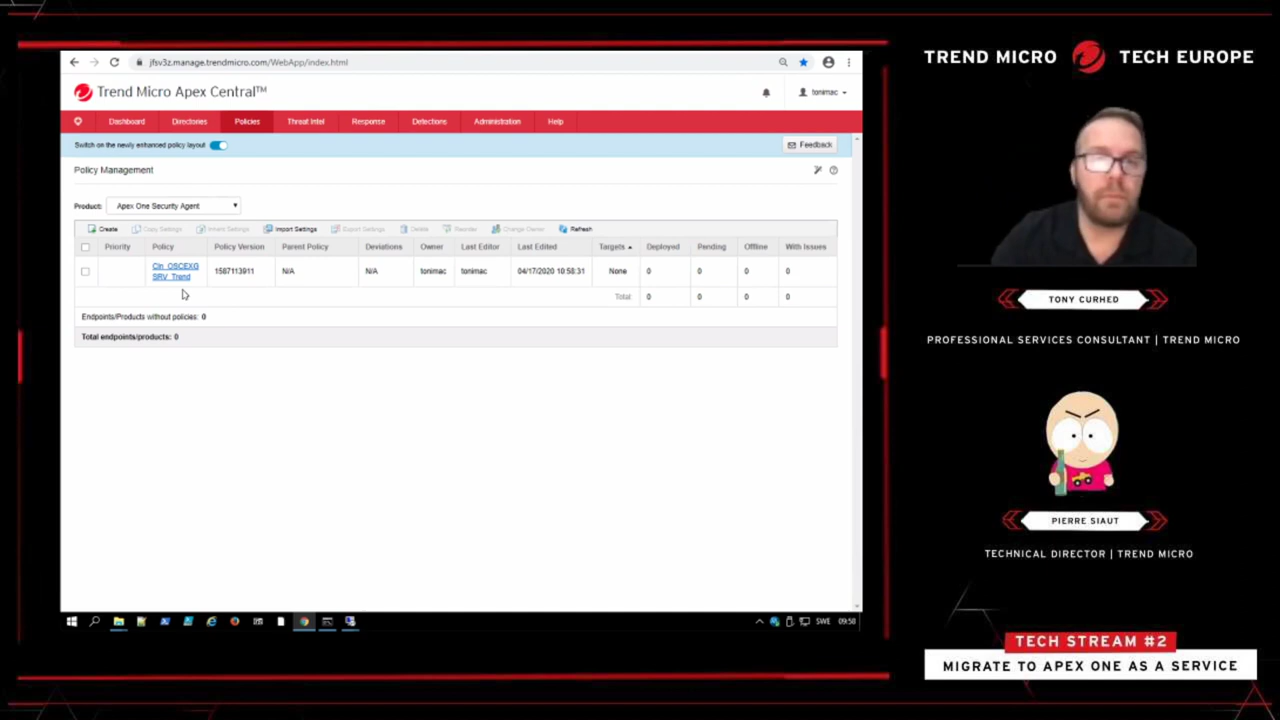 TREND MICRO TECH EUROPE
jfsv3z.manage.trendmicro.com/WebApp/index.html
Trend Micro Apex Central™
tonimac
Dashboard Directories Policies Threat Intel Response Detections Administration Help
Switch on the newly enhanced policy layout
Feedback
Policy Management
Product: Apex One Security Agent
Create Copy Settings Inherit Settings Import Settings Export Settings Delete Reorder Change Owner Refresh
Priority Policy Policy Version Parent Policy Deviations Owner Last Editor Last Edited Targets Deployed Pending Offline With Issues
Cln_OSCEXG
SRV_Trend
1587113911 N/A N/A tonimac tonimac 04/17/2020 10:58:31 None 0 0 0 0
Total: 0 0 0 0
Endpoints/Products without policies: 0
Total endpoints/products: 0
SWE 09:58
TONY CURHED
PROFESSIONAL SERVICES CONSULTANT | TREND MICRO
PIERRE SIAUT
TECHNICAL DIRECTOR | TREND MICRO
TECH STREAM #2
MIGRATE TO APEX ONE AS A SERVICE